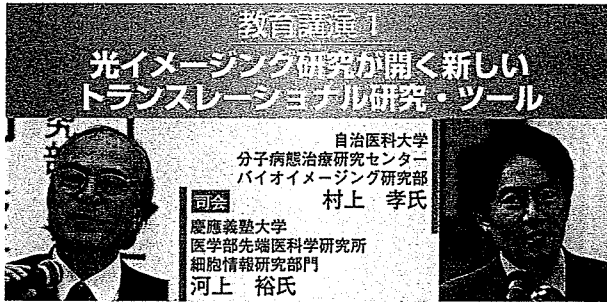 教育講演1
光イメージング研究が開く新しい
トランスレーショナル研究・ツール
自治医科大学
分子病態治療研究センター
バイオイメージング研究部
村上 孝氏
司会
慶應義塾大学
医学部先端医科学研究所
細胞情報研究部門
河上 裕氏
究部